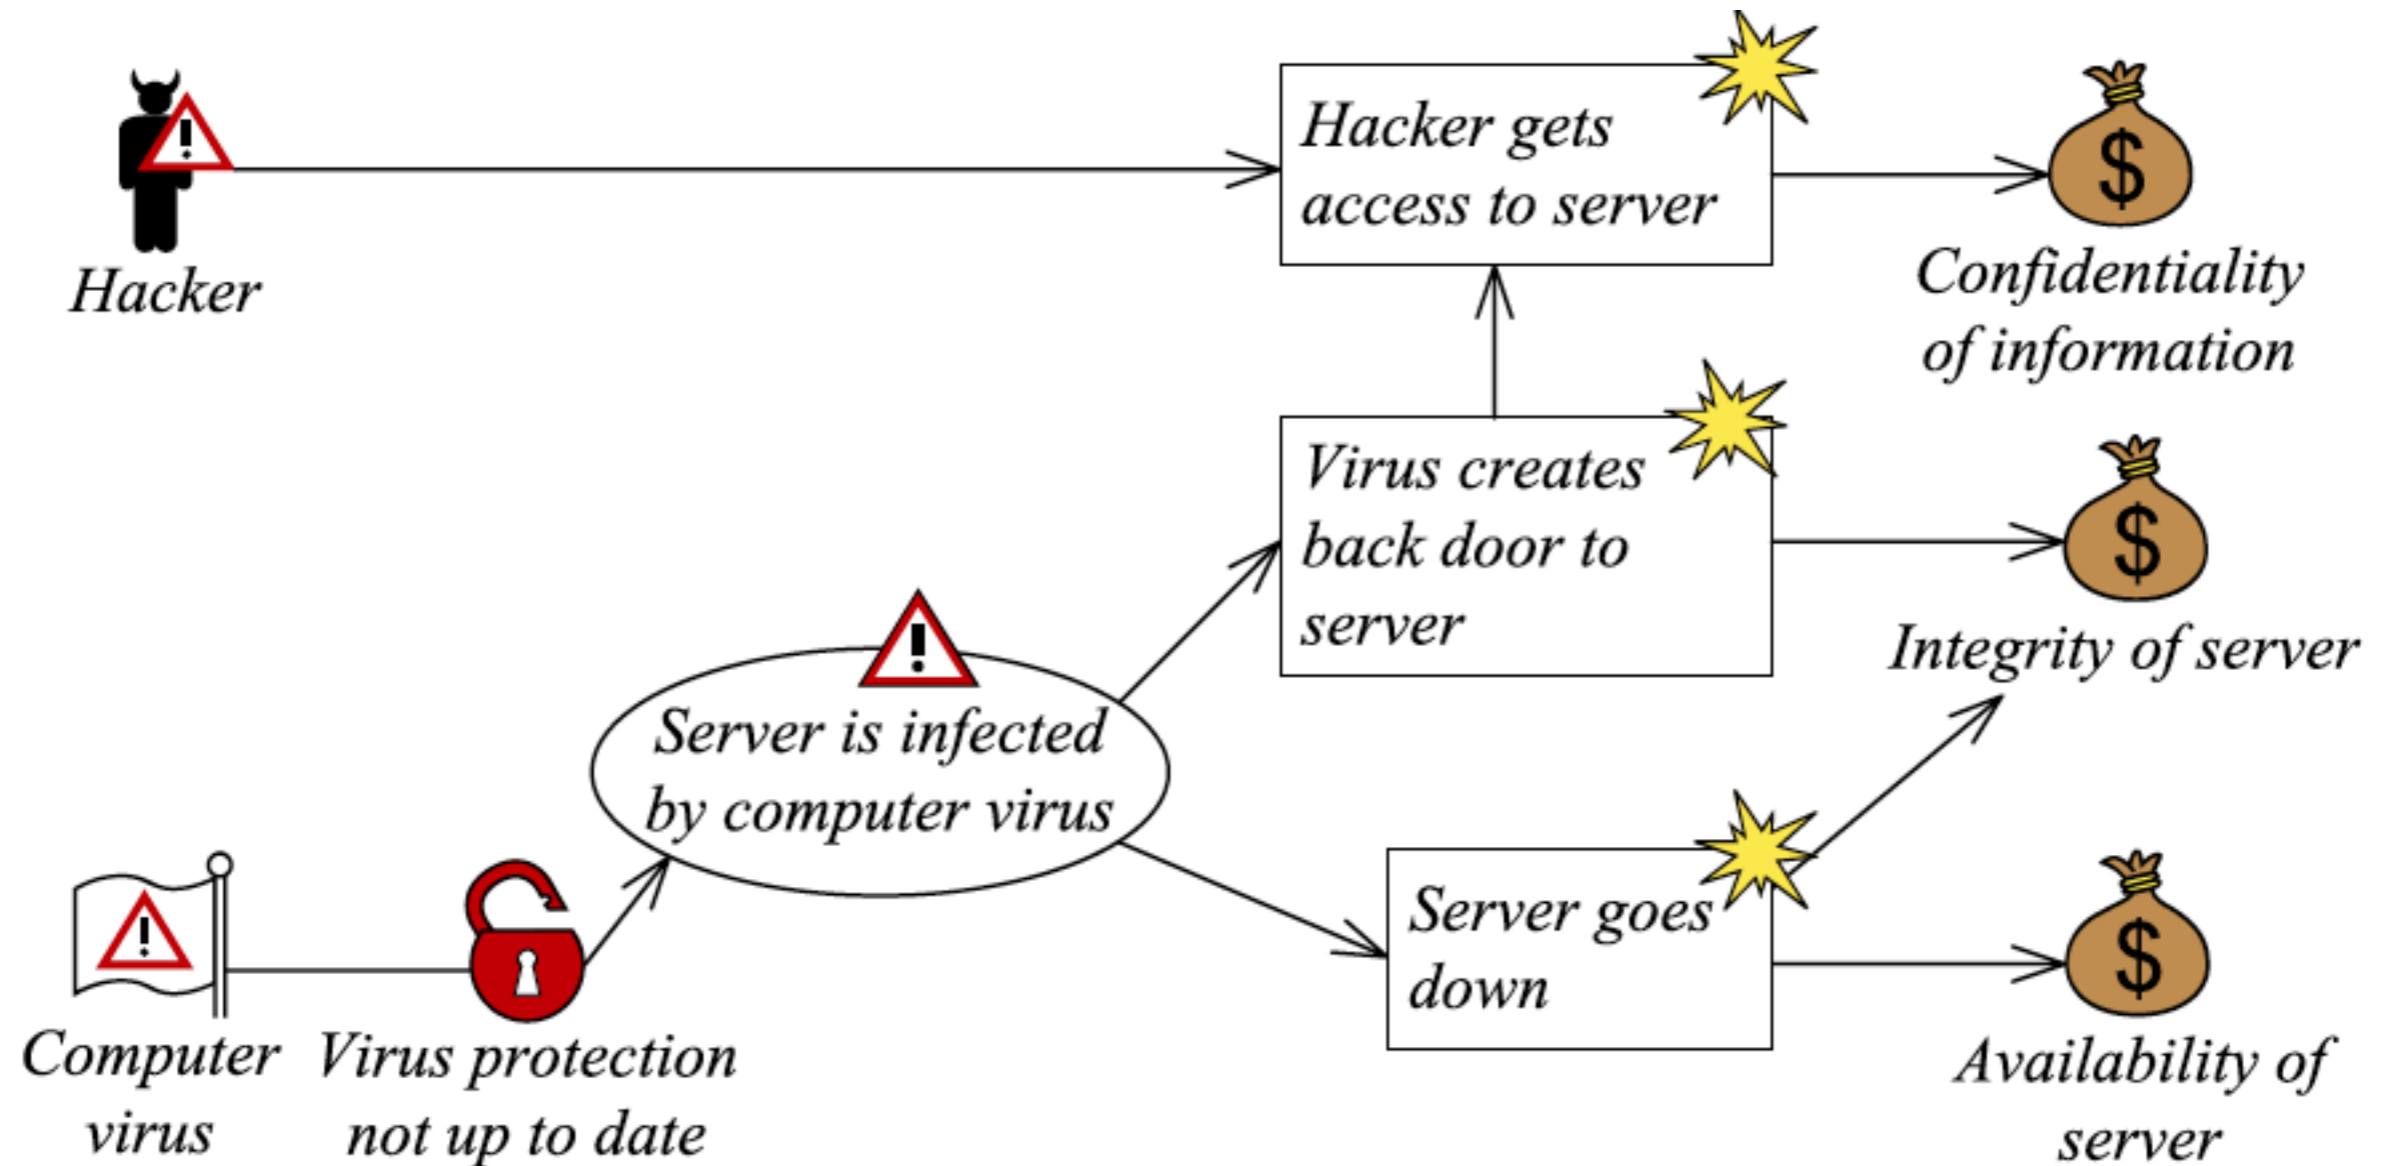 Hacker
Hacker gets
access to server
Confidentiality
of information
Virus creates
back door to
server
Integrity of server
Server is infected
by computer virus
Server goes
down
Computer
virus
Virus protection
not up to date
Availability of
server